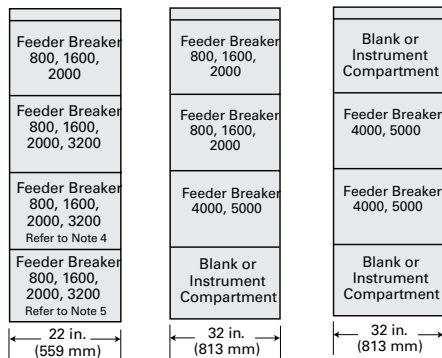 Feeder Breaker
800, 1600,
2000
Feeder Breaker
800, 1600,
2000, 3200
Feeder Breaker
800, 1600,
2000, 3200
Refer to Note 4
Feeder Breaker
800, 1600,
2000, 3200
Refer to Note 5
22 in.
(559 mm)
Feeder Breaker
800, 1600,
2000
Feeder Breaker
800, 1600,
2000
Feeder Breaker
4000, 5000
Blank or
Instrument
Compartment
32 in.
(813 mm)
Blank or
Instrument
Compartment
Feeder Breaker
4000, 5000
Feeder Breaker
4000, 5000
Blank or
Instrument
Compartment
32 in.
(813 mm)